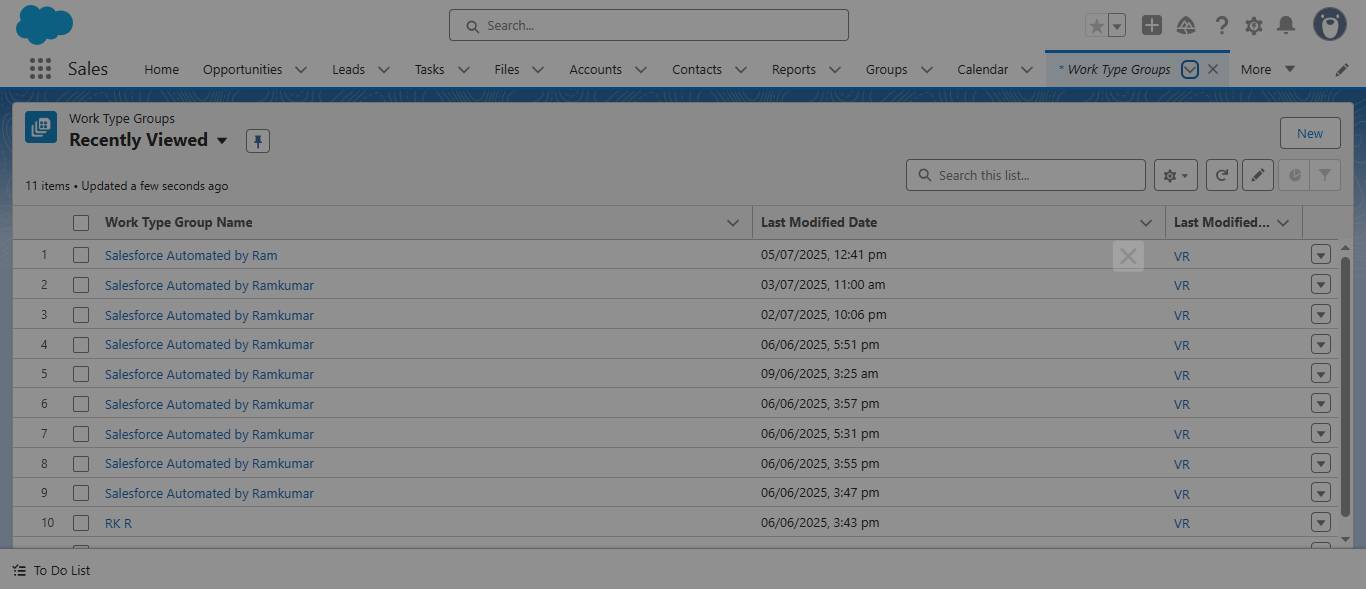 Search...
Sales
Home
Opportunities
Leads
Tasks
Files
Accounts
Contacts
Reports
Groups
Calendar
* Work Type Groups
More
Work Type Groups
Recently Viewed
New
11 items • Updated a few seconds ago
Search this list...
Work Type Group Name Last Modified Date Last Modified...
1 Salesforce Automated by Ram 05/07/2025, 12:41 pm VR
2 Salesforce Automated by Ramkumar 03/07/2025, 11:00 am VR
3 Salesforce Automated by Ramkumar 02/07/2025, 10:06 pm VR
4 Salesforce Automated by Ramkumar 06/06/2025, 5:51 pm VR
5 Salesforce Automated by Ramkumar 09/06/2025, 3:25 am VR
6 Salesforce Automated by Ramkumar 06/06/2025, 3:57 pm VR
7 Salesforce Automated by Ramkumar 06/06/2025, 5:31 pm VR
8 Salesforce Automated by Ramkumar 06/06/2025, 3:55 pm VR
9 Salesforce Automated by Ramkumar 06/06/2025, 3:47 pm VR
10 RK R 06/06/2025, 3:43 pm VR
To Do List